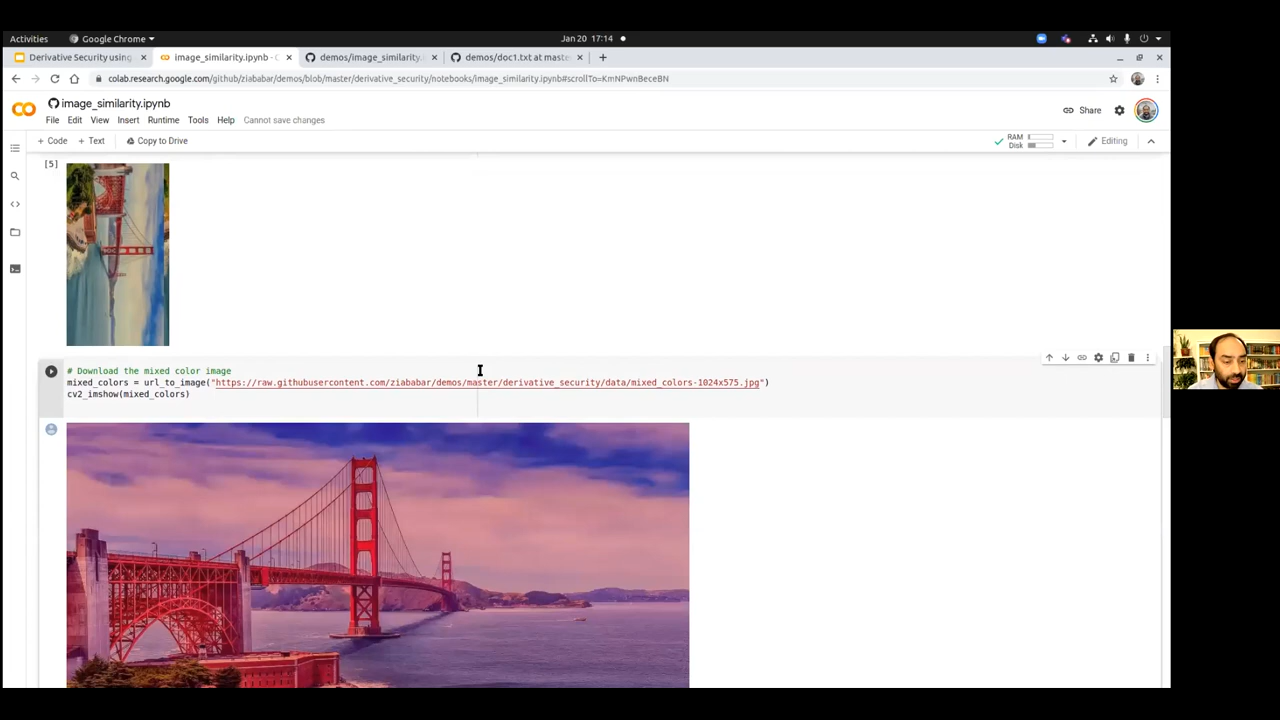 Activities
Google Chrome
Jan 20 17:14
Derivative Security using
image_similarity.ipynb - C
demos/image_similarity.
demos/doc1.txt at maste
colab.research.google.com/github/ziababar/demos/blob/master/derivative_security/notebooks/image_similarity.ipynb#scrollTo=KmNPwnBeceBN
image_similarity.ipynb
Share
File Edit View Insert Runtime Tools Help Cannot save changes
+ Code + Text Copy to Drive
RAM
Disk
Editing
[5]
# Download the mixed color image
mixed_colors = url_to_image("https://raw.githubusercontent.com/ziababar/demos/master/derivative_security/data/mixed_colors-1024x575.jpg")
cv2_imshow(mixed_colors)